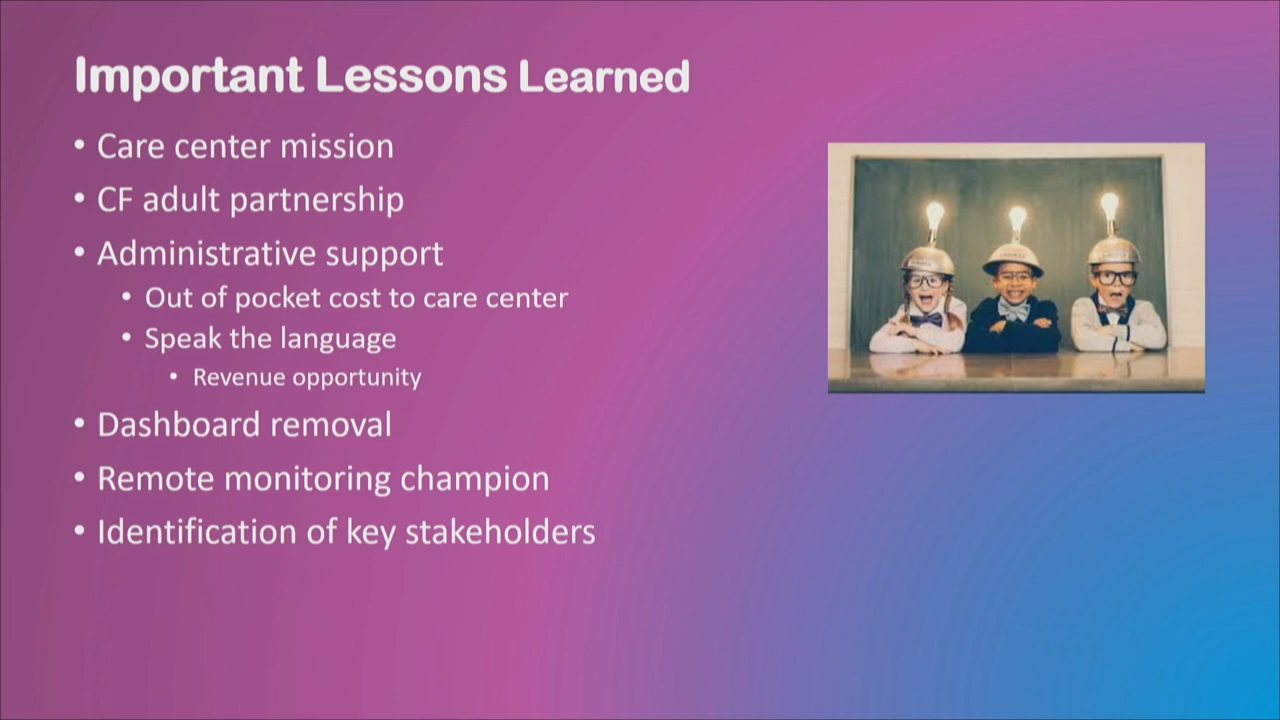 Important Lessons Learned
• Care center mission
• CF adult partnership
• Administrative support
• Out of pocket cost to care center
• Speak the language
• Revenue opportunity
• Dashboard removal
• Remote monitoring champion
• Identification of key stakeholders